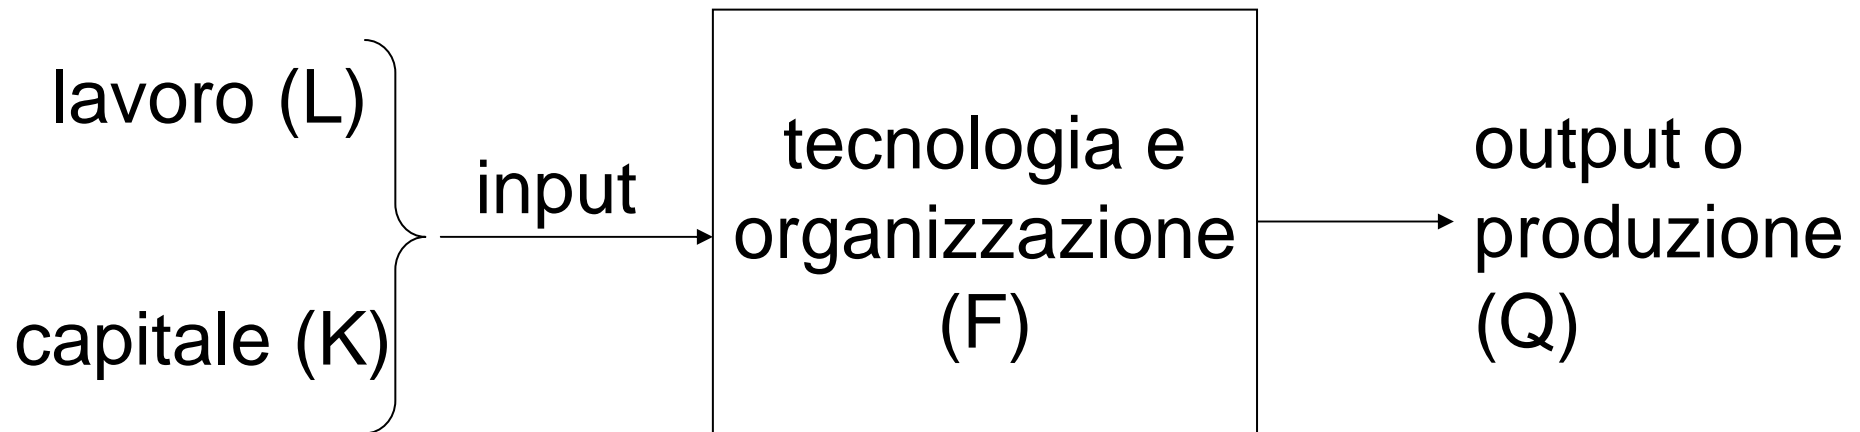 lavoro (L)
capitale (K)
input
tecnologia e
organizzazione
(F)
output o
produzione
(Q)